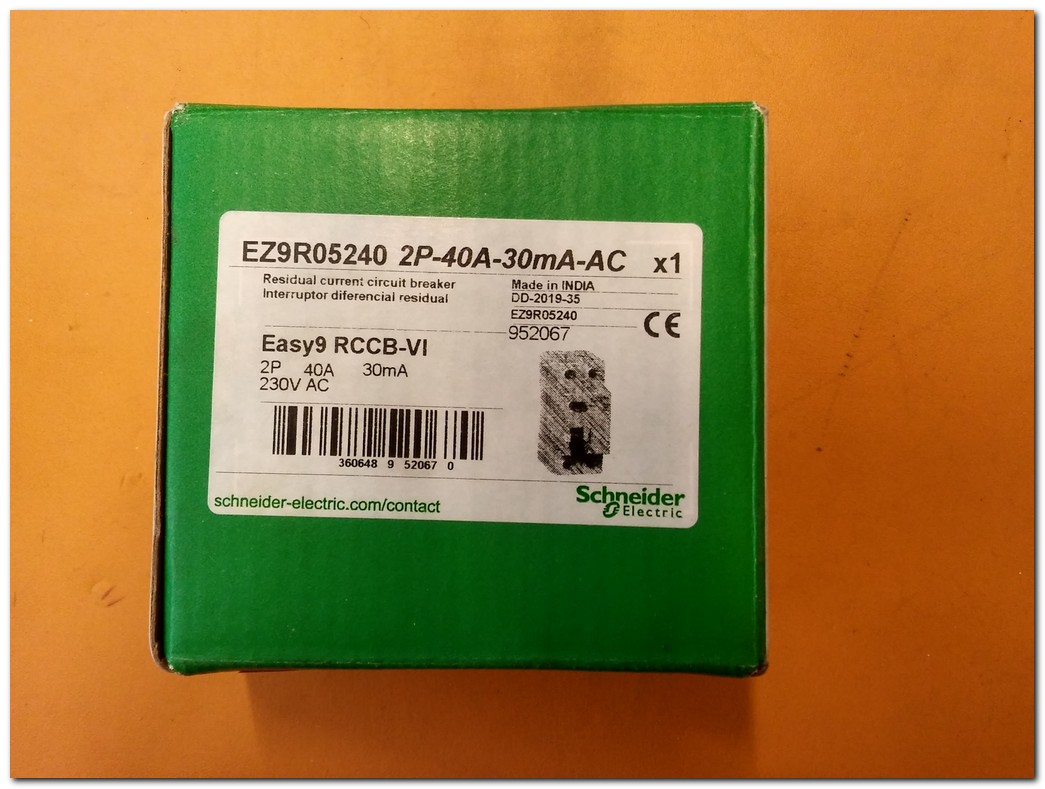 EZ9R05240 2P-40A-30mA-AC x1
Residual current circuit breaker
Interruptor diferencial residual
Made in INDIA
DD-2019-35
EZ9R05240
952067
CE
Easy9 RCCB-VI
2P 40A 30mA
230V AC
360648 9 52067 0
schneider-electric.com/contact
Schneider
Electric